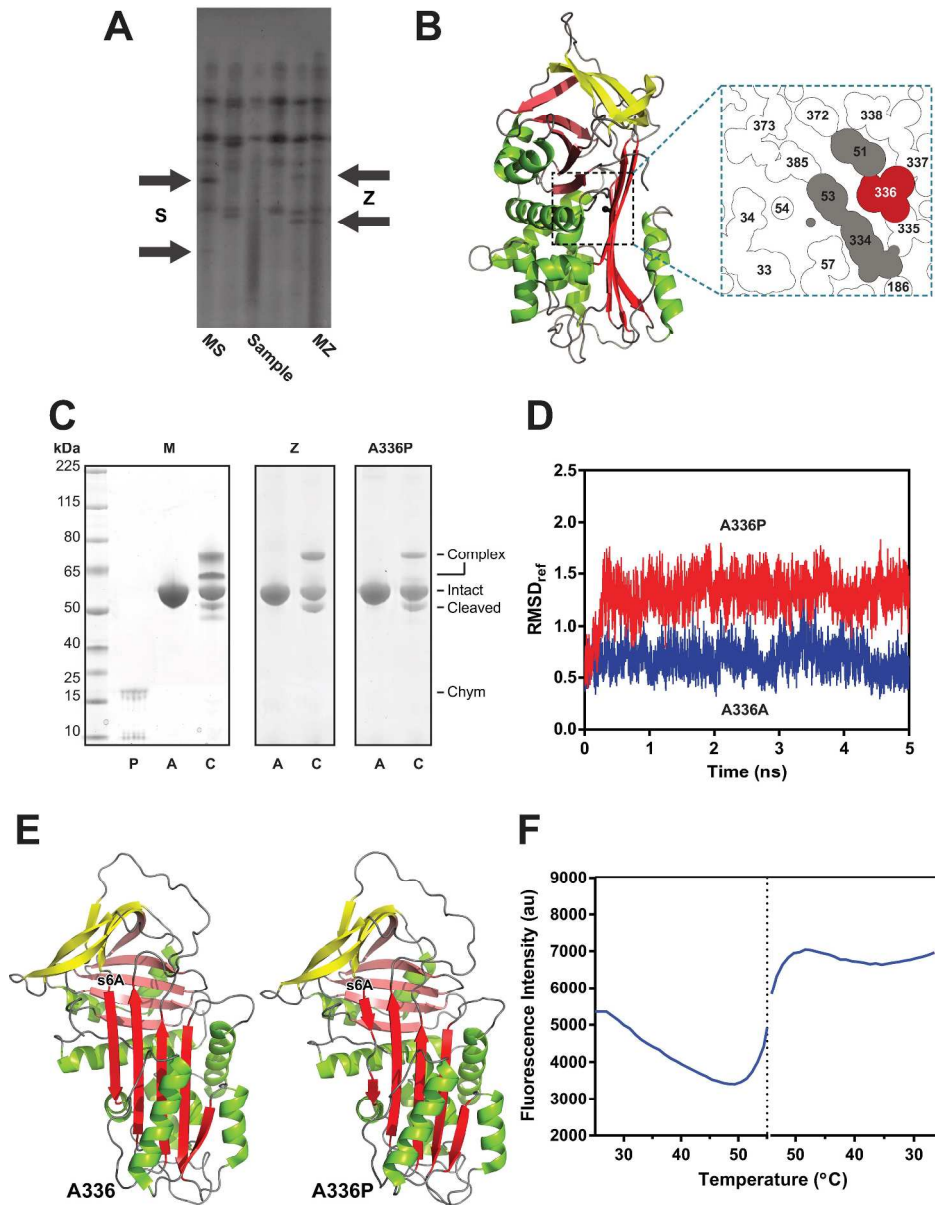 A
S
Z
MS
Sample
MZ
B
372
338
373
51
337
385
336
53
34
54
335
334
33
57
186
C
kDa
M
Z
A336P
225
115
80
65
50
40
25
15
10
Complex
Intact
Cleaved
Chym
P A C A C A C
D
2.5
2.0
1.5
1.0
0.5
0.0
RMSDref
A336P
A336A
0 1 2 3 4 5
Time (ns)
E
s6A
s6A
A336
A336P
F
9000
8000
7000
6000
5000
4000
3000
2000
Fluorescence Intensity (au)
30 40 50 50 40 30
Temperature (°C)